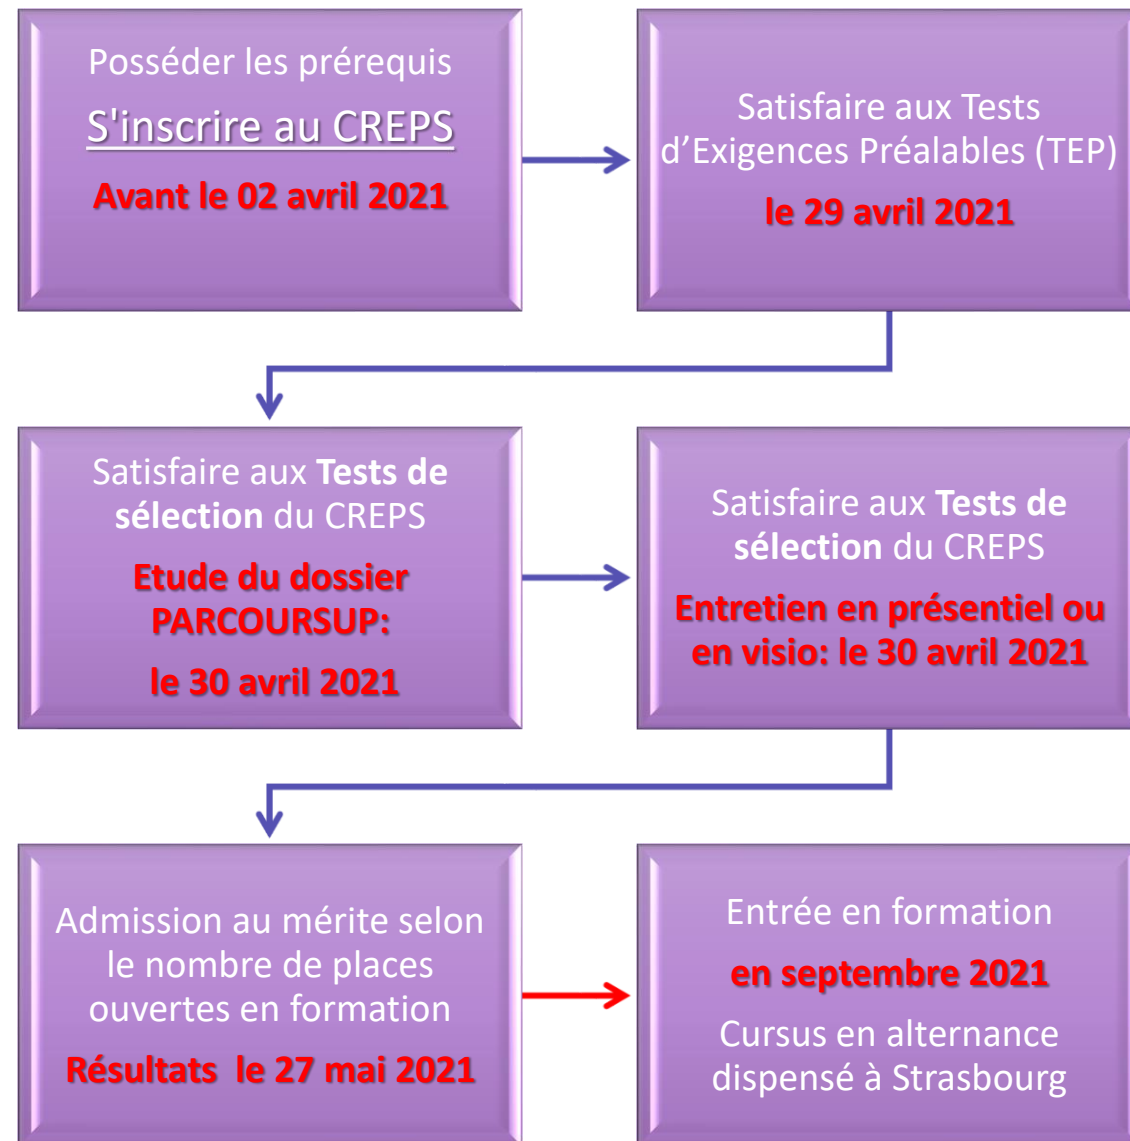 Posséder les prérequis
S'inscrire au CREPS
Avant le 02 avril 2021
Satisfaire aux Tests
d’Exigences Préalables (TEP)
le 29 avril 2021
Satisfaire aux Tests de
sélection du CREPS
Etude du dossier
PARCOURSUP:
le 30 avril 2021
Satisfaire aux Tests de
sélection du CREPS
Entretien en présentiel ou
en visio: le 30 avril 2021
Admission au mérite selon
le nombre de places
ouvertes en formation
Résultats le 27 mai 2021
Entrée en formation
en septembre 2021
Cursus en alternance
dispensé à Strasbourg